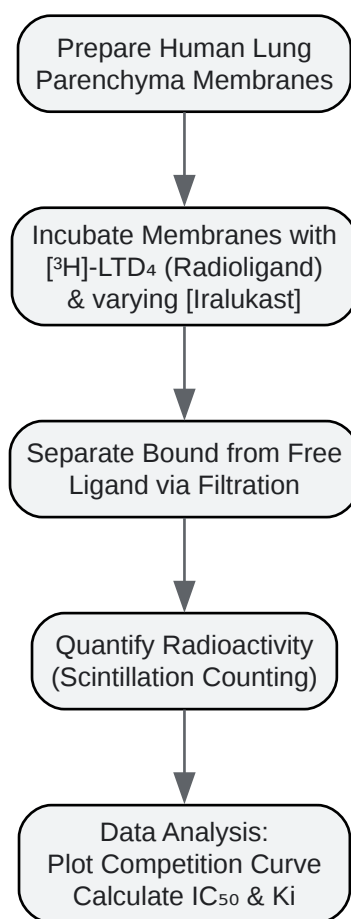 Prepare Human Lung
Parenchyma Membranes
Incubate Membranes with
[³H]-LTD₄ (Radioligand)
& varying [Iralukast]
Separate Bound from Free
Ligand via Filtration
Quantify Radioactivity
(Scintillation Counting)
Data Analysis:
Plot Competition Curve
Calculate IC₅₀ & Ki